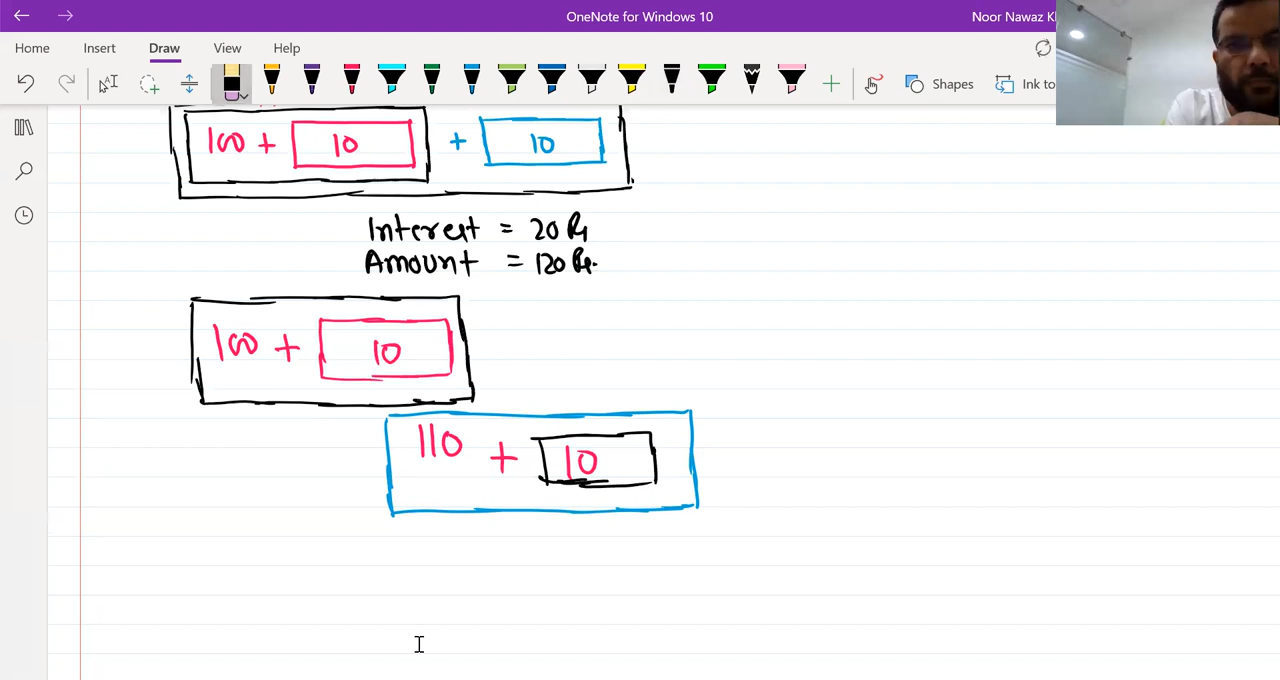 OneNote for Windows 10
Noor Nawaz Kh
Home Insert Draw View Help
Shapes Ink to
100 + 10 + 10
Interest = 20 Rs
Amount = 120 Rs.
100 + 10
110 + 10